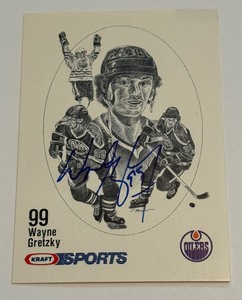 99
Wayne
Gretzky
KRAFT SPORTS
OILERS